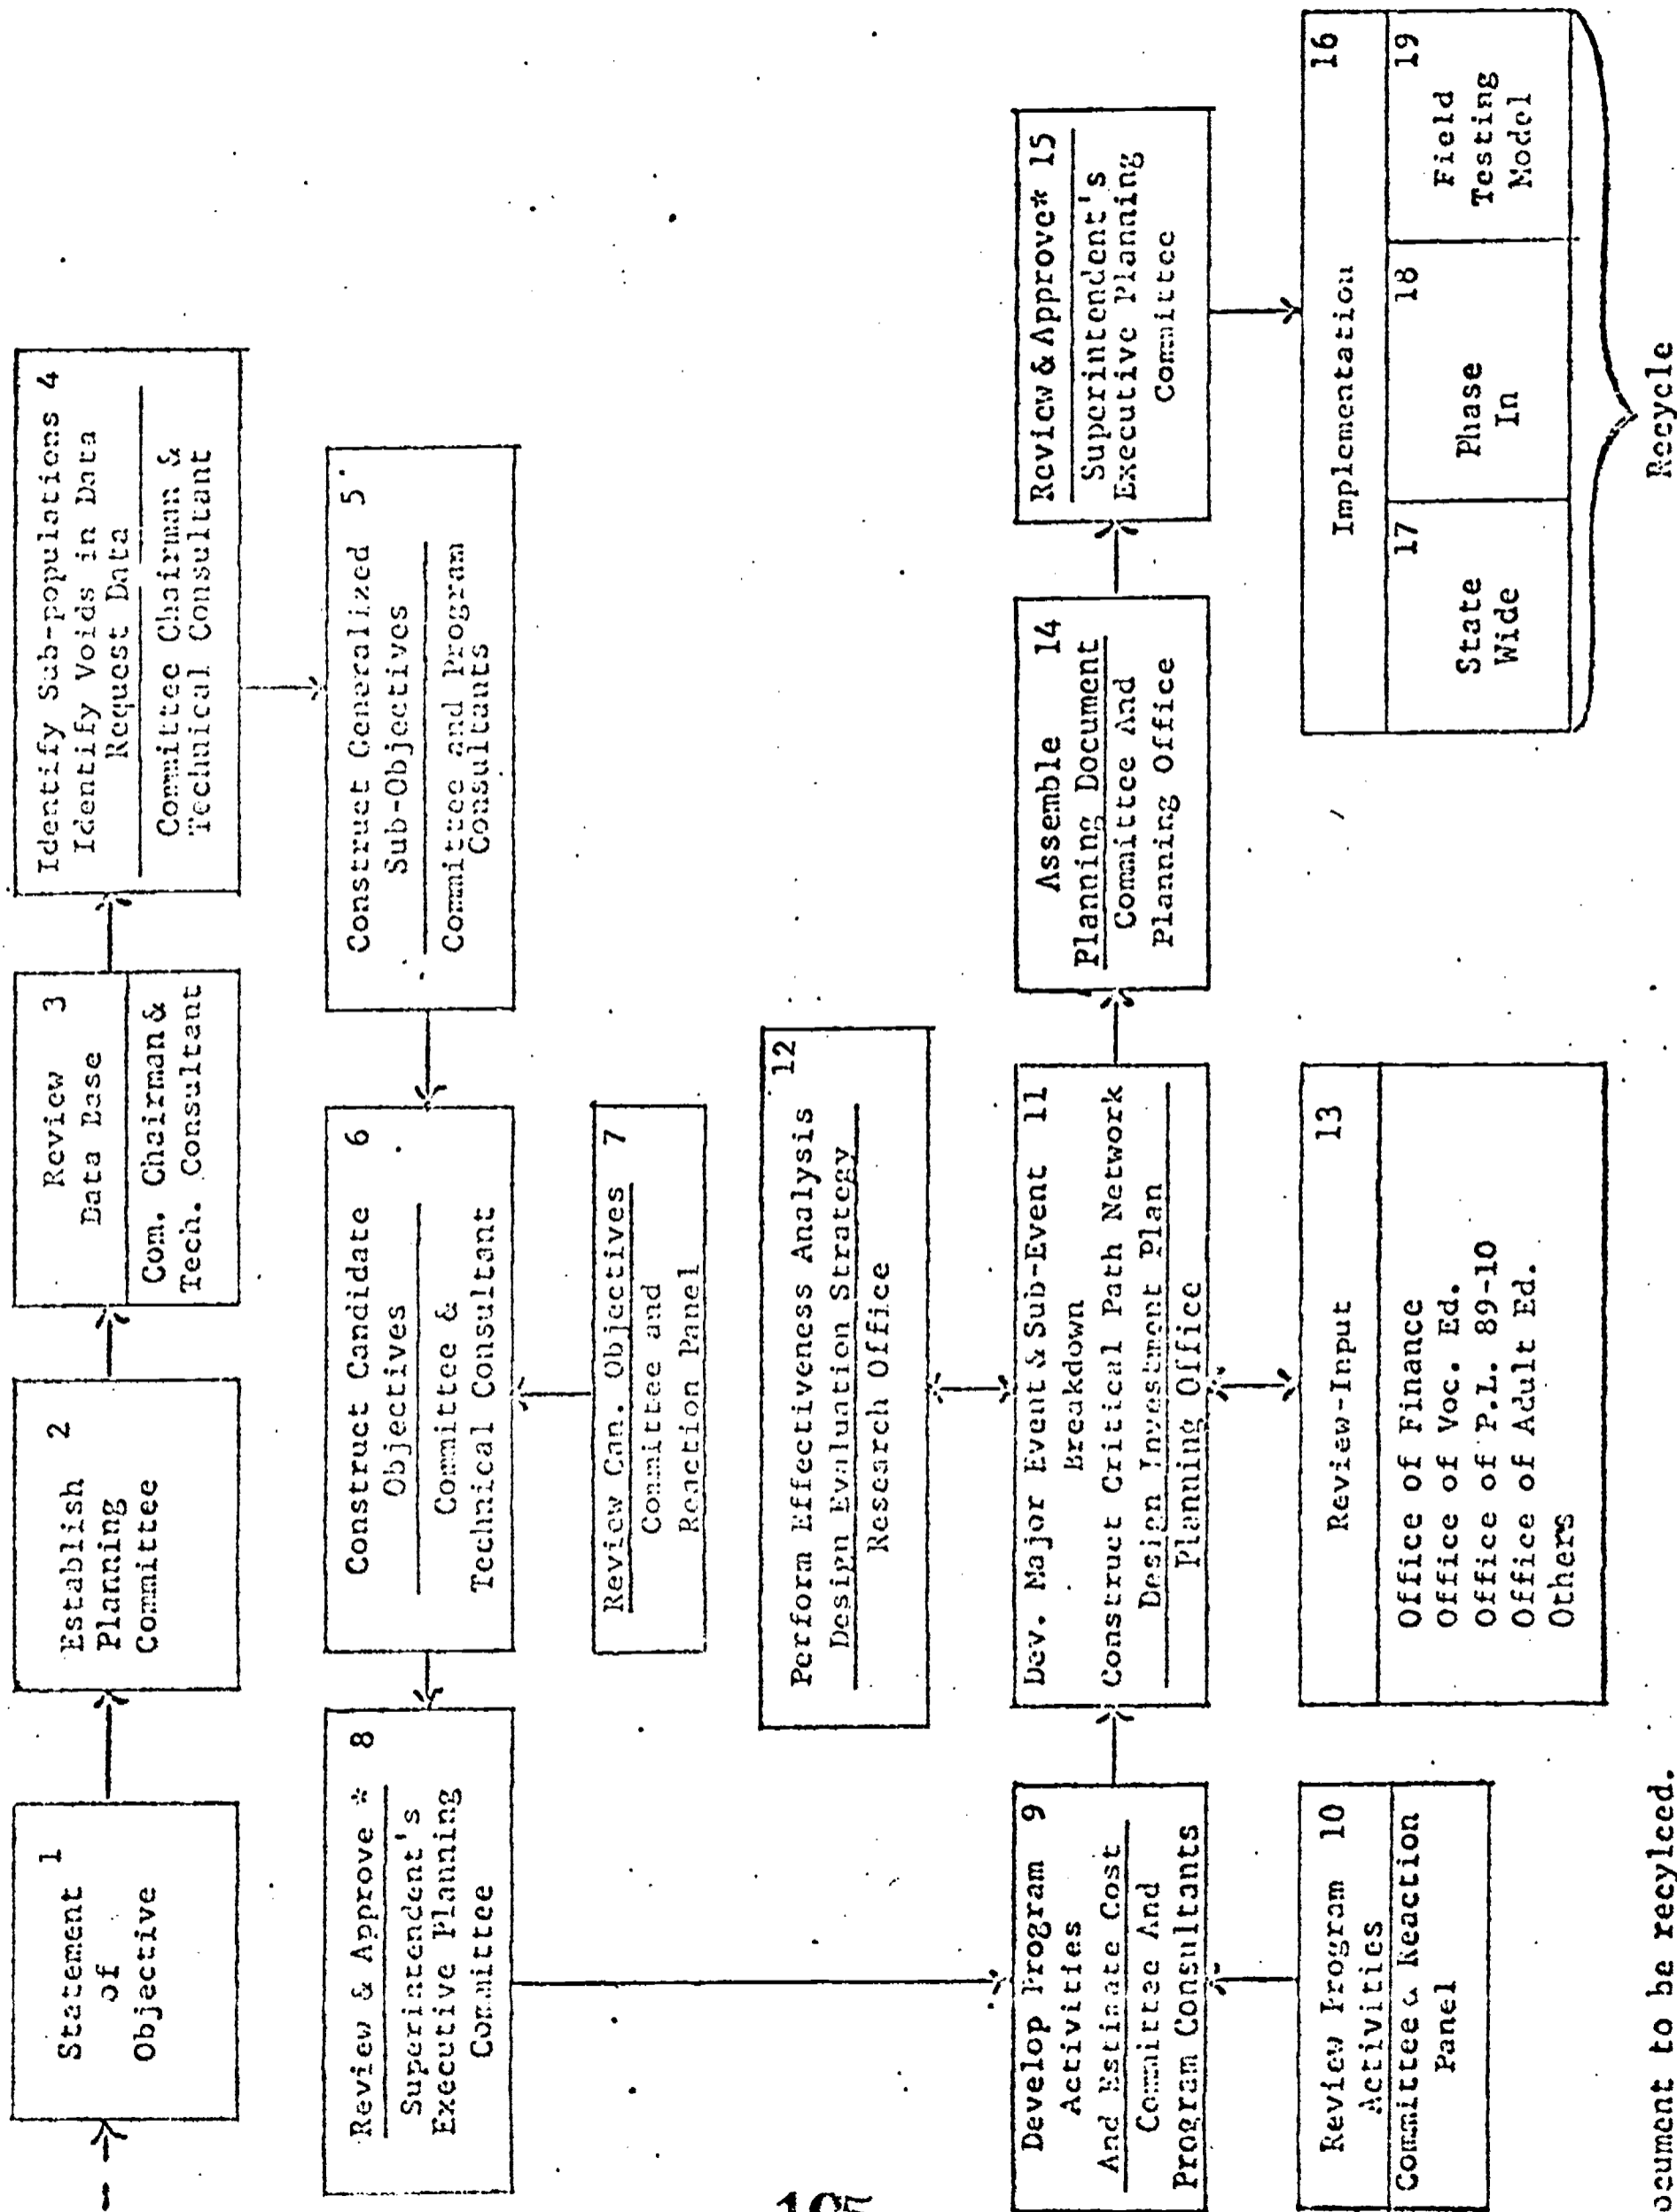 Statement 1
of
Objective
Establish 2
Planning
Committee
Review 3
Data Base
Com. Chairman &
Tech. Consultant
Identify Sub-populations 4
Identify Voids in Data
Request Data
Committee Chairman &
Technical Consultant
Construct Generalized 5
Sub-Objectives
Committee and Program
Consultants
Construct Candidate 6
Objectives
Committee &
Technical Consultant
Review Can. Objectives 7
Committee and
Reaction Panel
Review & Approve * 8
Superintendent's
Executive Planning
Committee
Develop Program 9
Activities
And Estimate Cost
Committee And
Program Consultants
Review Program 10
Activities
Committee & Reaction
Panel
Dev. Major Event & Sub-Event 11
Breakdown
Construct Critical Path Network
Design Investment Plan
Planning Office
Perform Effectiveness Analysis 12
Design Evaluation Strategy
Research Office
Review-Input 13
Office of Finance
Office of Voc. Ed.
Office of P.L. 89-10
Office of Adult Ed.
Others
Assemble 14
Planning Document
Committee And
Planning Office
Review & Approve* 15
Superintendent's
Executive Planning
Committee
Implementation 16
17 State
Wide
18 Phase
In
19 Field
Testing
Model
Recycle
ocument to be recylced.